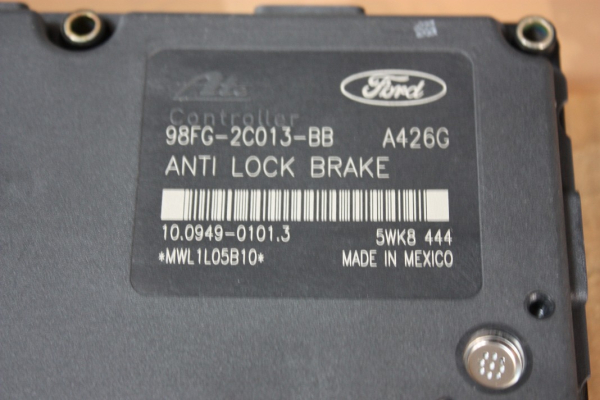 Ate
Ford
Controller
98FG-2C013-BB A426G
ANTI LOCK BRAKE
10.0949-0101.3 5WK8 444
*MWL1L05B10* MADE IN MEXICO